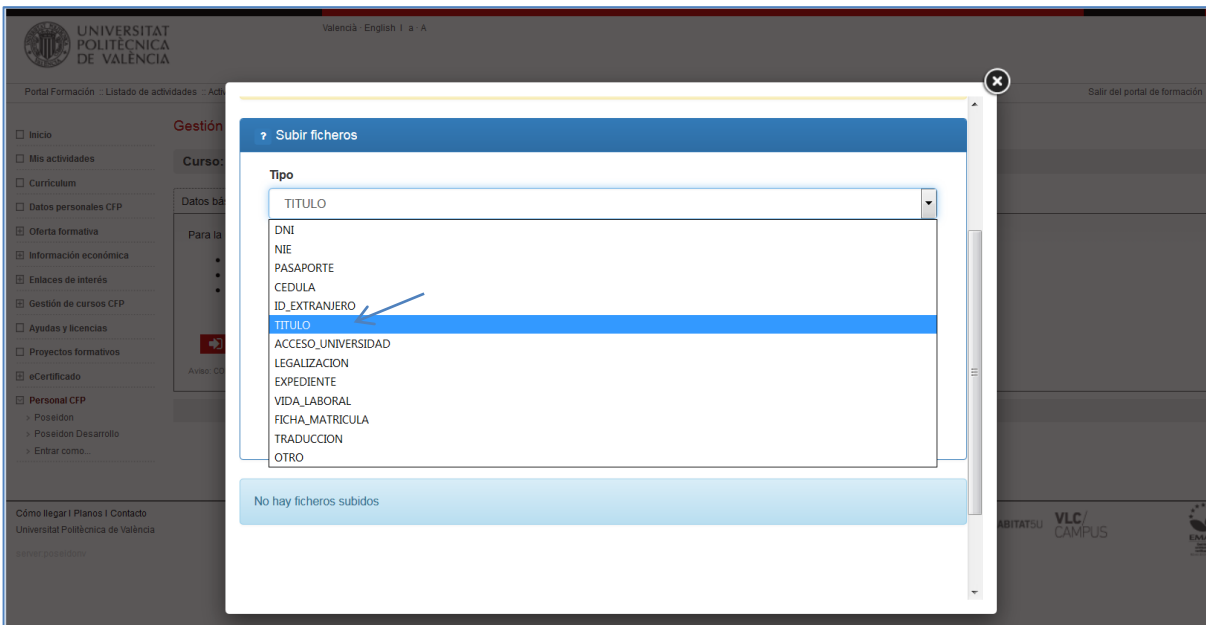 UNIVERSITAT
POLITÈCNICA
DE VALÈNCIA
Valencià · English I a · A
Portal Formación :: Listado de actividades :: Activ
Salir del portal de formación
Inicio
Mis actividades
Curriculum
Datos personales CFP
Oferta formativa
Información económica
Enlaces de interés
Gestión de cursos CFP
Ayudas y licencias
Proyectos formativos
eCertificado
Personal CFP
› Poseidon
› Poseidon Desarrollo
› Entrar como...
Gestión
Curso:
Datos bá
Para la
Aviso: CO
? Subir ficheros
Tipo
TITULO
DNI
NIE
PASAPORTE
CEDULA
ID_EXTRANJERO
TITULO
ACCESO_UNIVERSIDAD
LEGALIZACION
EXPEDIENTE
VIDA_LABORAL
FICHA_MATRICULA
TRADUCCION
OTRO
No hay ficheros subidos
Cómo llegar I Planos I Contacto
Universitat Politècnica de València
VLC/
CAMPUS